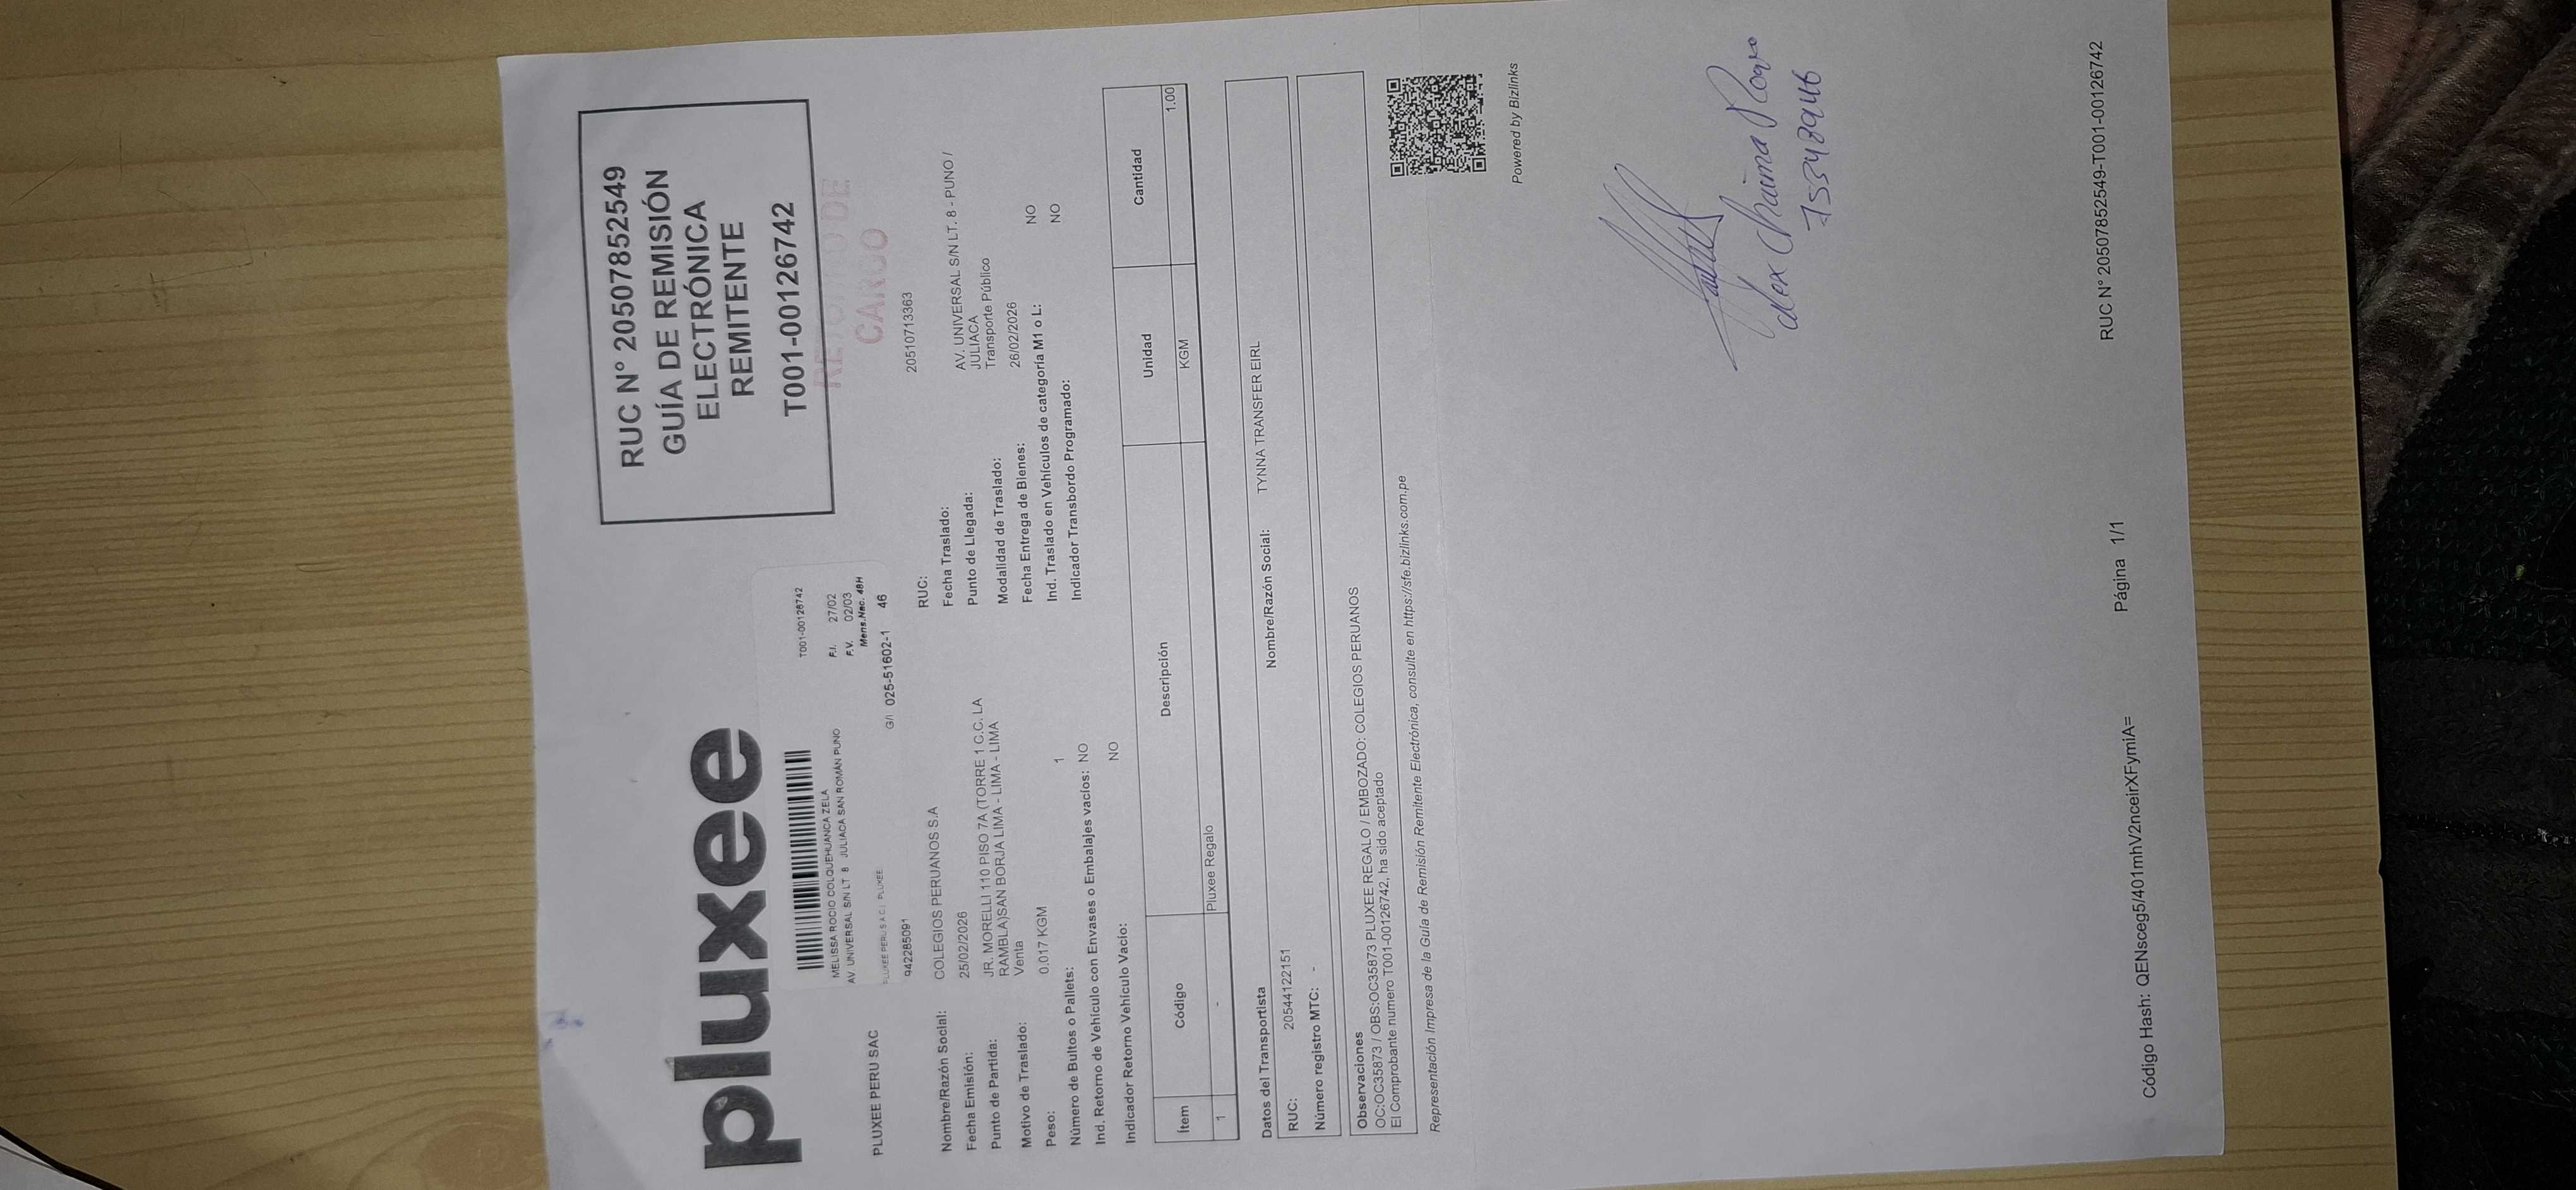 pluxee
RUC N° 20507852549
GUÍA DE REMISIÓN
ELECTRÓNICA
REMITENTE
T001-00126742
CARGO
T001-00126742
MELISSA ROCIO COLQUEHUANCA ZELA
AV. UNIVERSAL S/N LT 8 JULIACA SAN ROMÁN PUNO
F.I. 27/02
F.V. 02/03
Mens.Nac. 48H
PLUXEE PERU S.A.C | PLUXEE
G/I 025-51602-1 46
942285091
PLUXEE PERU SAC
Nombre/Razón Social: COLEGIOS PERUANOS S.A
RUC: 20510713363
Fecha Emisión: 25/02/2026
Fecha Traslado:
Punto de Partida: JR. MORELLI 110 PISO 7A (TORRE 1 C.C. LA
RAMBLA)SAN BORJA LIMA - LIMA - LIMA
Punto de Llegada: AV. UNIVERSAL S/N LT. 8 - PUNO /
JULIACA
Motivo de Traslado: Venta
Modalidad de Traslado: Transporte Público
Peso: 0.017 KGM
Fecha Entrega de Bienes: 26/02/2026
Número de Bultos o Pallets: 1
Ind. Traslado en Vehículos de categoría M1 o L: NO
Ind. Retorno de Vehículo con Envases o Embalajes vacíos: NO
Indicador Transbordo Programado: NO
Indicador Retorno Vehículo Vacío: NO
Ítem Código Descripción Unidad Cantidad
1 - Pluxee Regalo KGM 1.00
Datos del Transportista
RUC: 20544122151 Nombre/Razón Social: TYNNA TRANSFER EIRL
Número registro MTC: -
Observaciones
OC:OC35873 / OBS:OC35873 PLUXEE REGALO / EMBOZADO: COLEGIOS PERUANOS
El Comprobante numero T001-00126742, ha sido aceptado
Representación Impresa de la Guía de Remisión Remitente Electrónica, consulte en https://sfe.bizlinks.com.pe
Powered by Bizlinks
Código Hash: QENsceg5/401mhV2nceirXFymiA=
Página 1/1
RUC N° 20507852549-T001-00126742